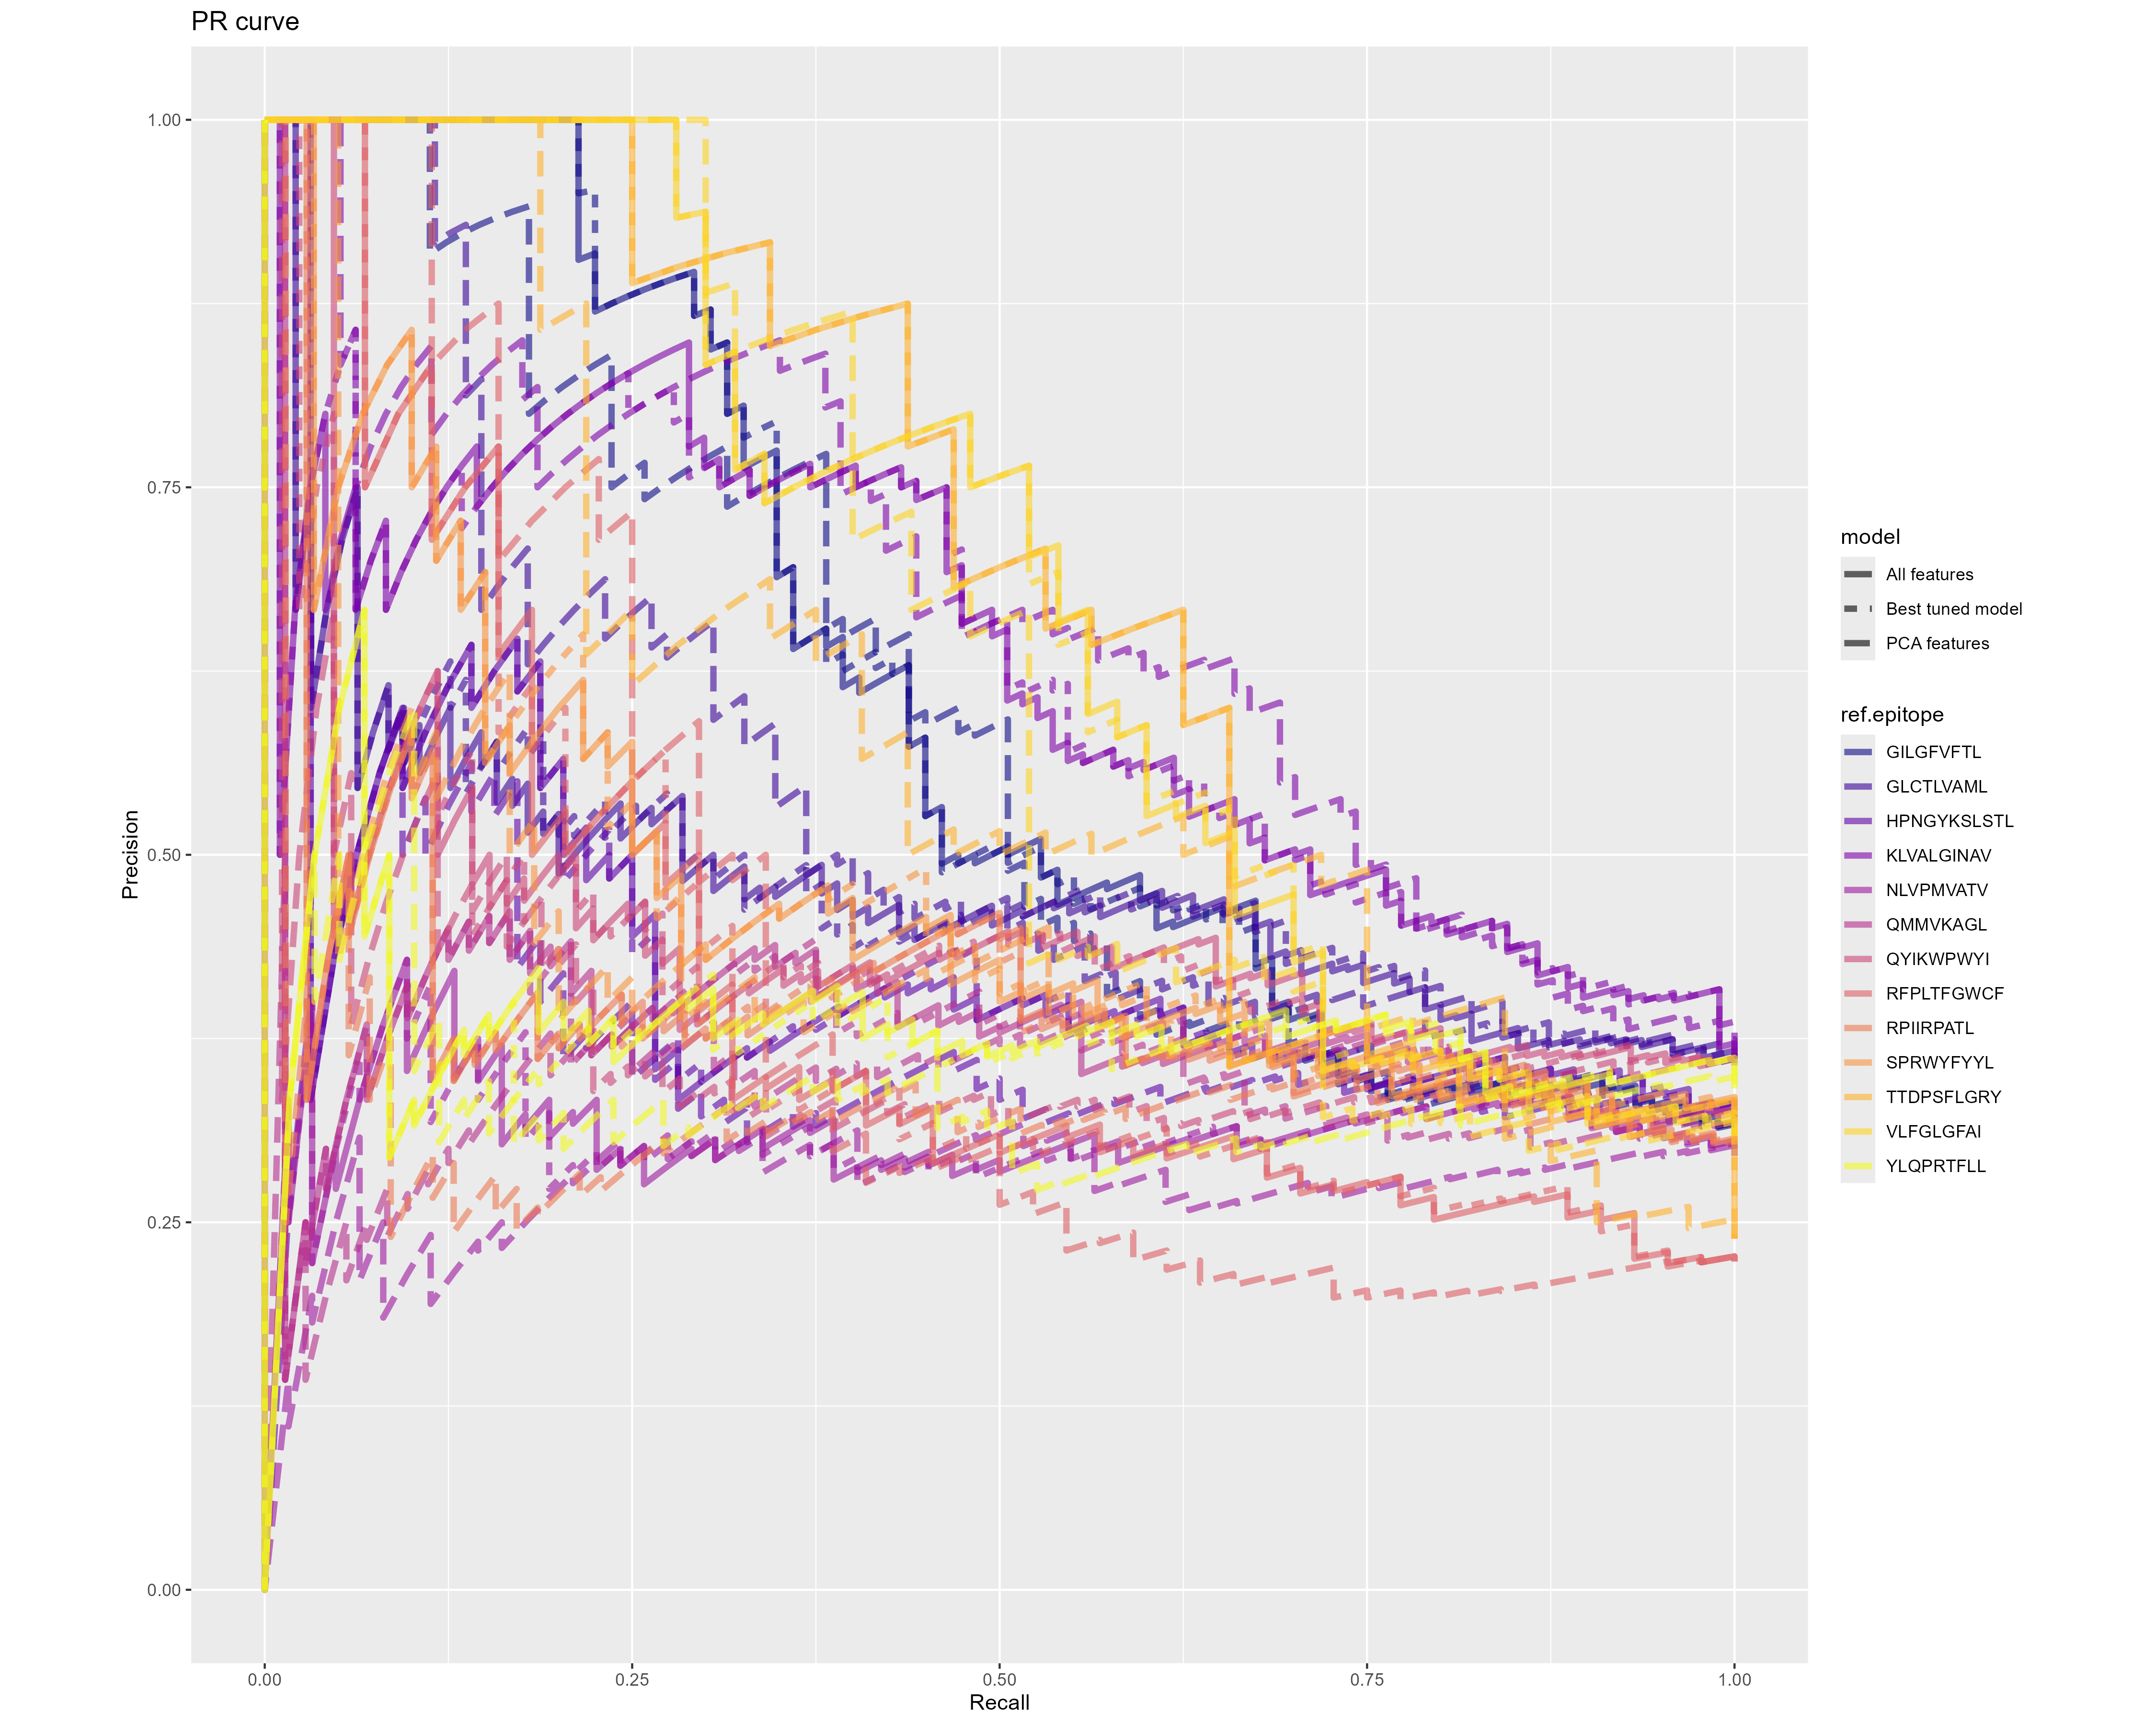 PR curve
1.00
0.75
0.50
0.25
0.00
Precision
0.00
0.25
0.50
0.75
1.00
Recall
model
All features
Best tuned model
PCA features
ref.epitope
GILGFVFTL
GLCTLVAML
HPNGYKSLSTL
KLVALGINAV
NLVPMVATV
QMMVKAGL
QYIKWPWYI
RFPLTFGWCF
RPIIRPATL
SPRWYFYYL
TTDPSFLGRY
VLFGLGFAI
YLQPRTFLL